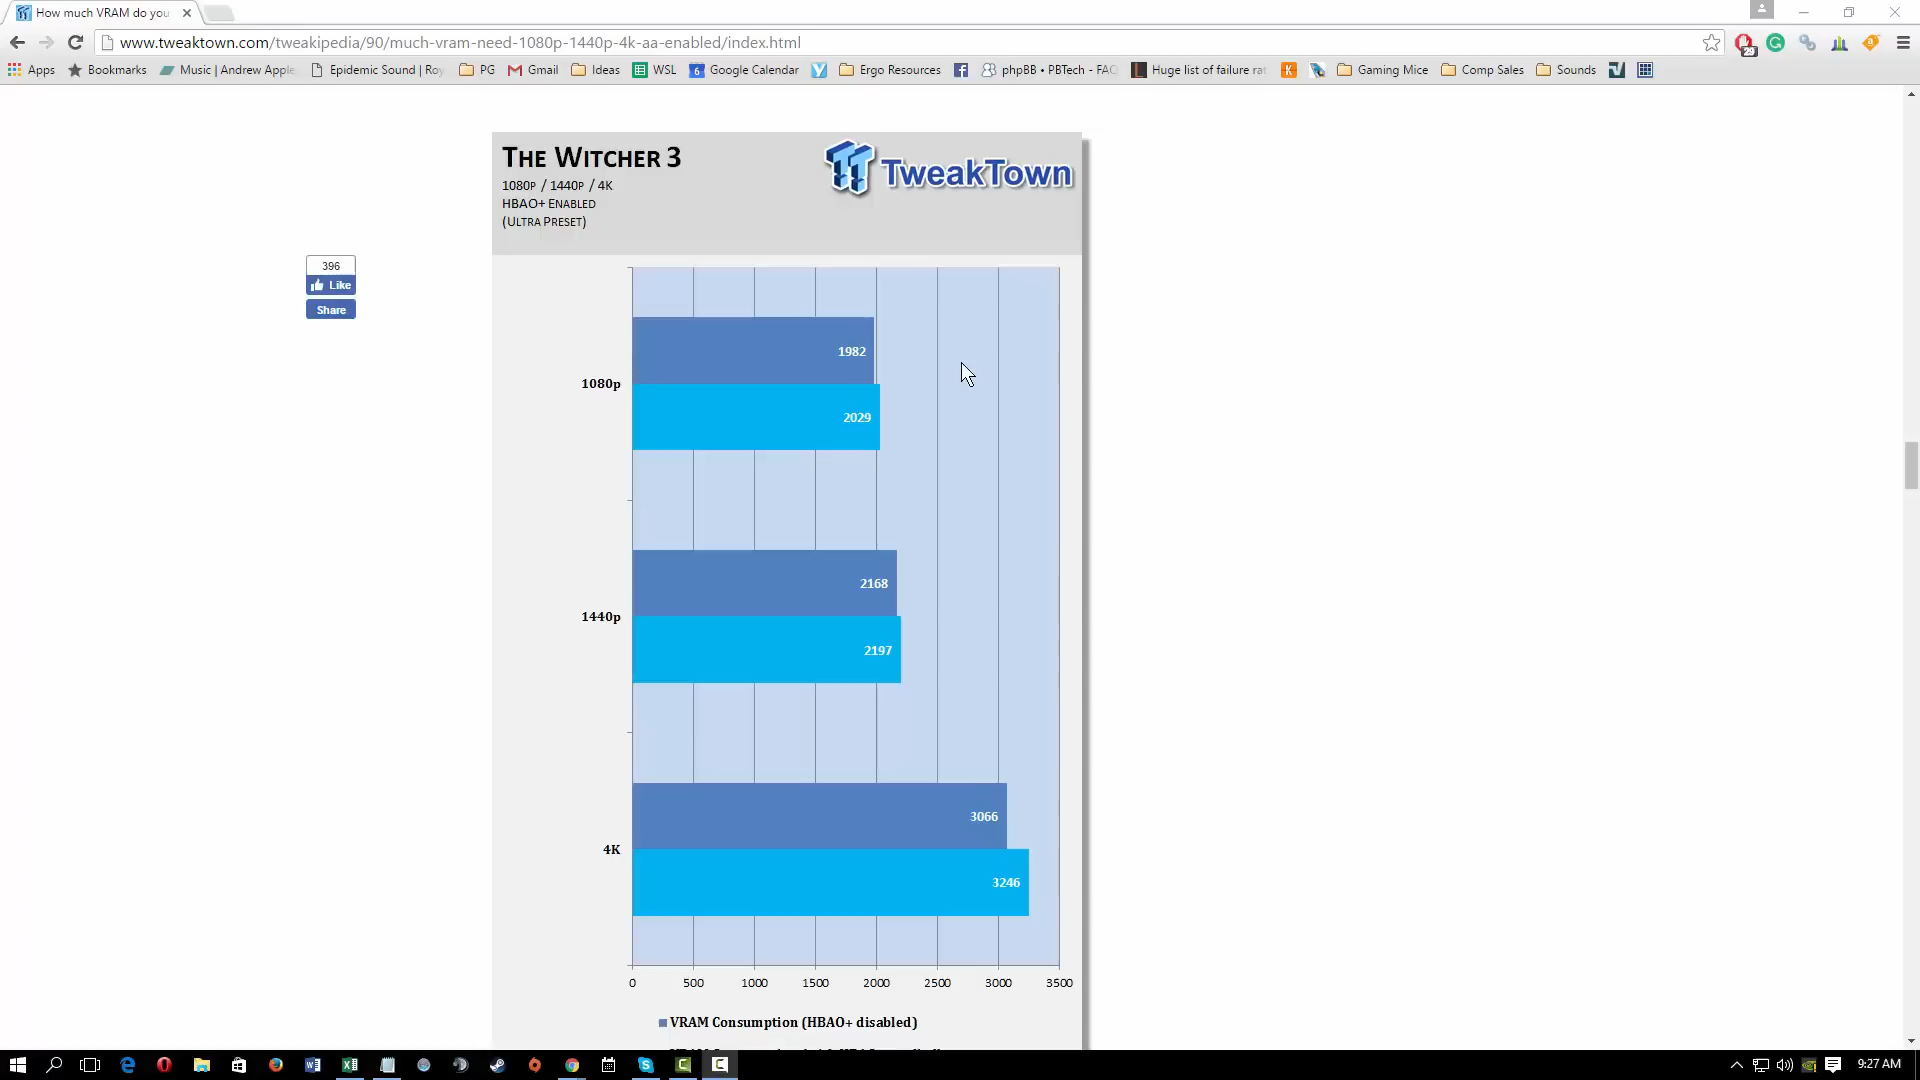 How much VRAM do you
www.tweaktown.com/tweakipedia/90/much-vram-need-1080p-1440p-4k-aa-enabled/index.html
29
Apps
Bookmarks
Music | Andrew Apple
Epidemic Sound | Roy
PG
Gmail
Ideas
WSL
6
Google Calendar
Ergo Resources
phpBB • PBTech - FAQ
Huge list of failure rat
Gaming Mice
Comp Sales
Sounds
THE WITCHER 3
1080P / 1440P / 4K
HBAO+ ENABLED
(ULTRA PRESET)
TweakTown
396
Like
Share
1982
1080p
2029
2168
1440p
2197
3066
4K
3246
0 500 1000 1500 2000 2500 3000 3500
VRAM Consumption (HBAO+ disabled)
9:27 AM